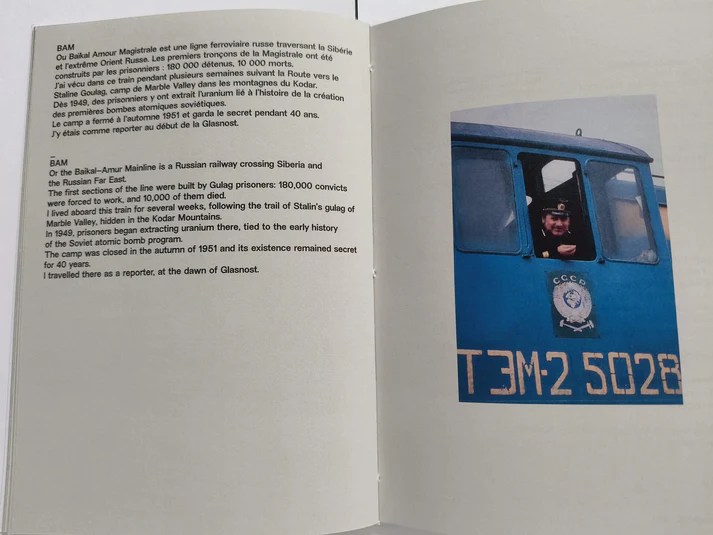 BAM
Ou Baikal Amour Magistrale est une ligne ferroviaire russe traversant la Sibérie
et l'extrême Orient Russe. Les premiers tronçons de la Magistrale ont été
construits par les prisonniers : 180 000 détenus, 10 000 morts.
J'ai vécu dans ce train pendant plusieurs semaines suivant la Route vers le
Staline Goulag, camp de Marble Valley dans les montagnes du Kodar.
Dès 1949, des prisonniers y ont extrait l'uranium lié à l'histoire de la création
des premières bombes atomiques soviétiques.
Le camp a fermé à l'automne 1951 et garda le secret pendant 40 ans.
J'y étais comme reporter au début de la Glasnost.
–
BAM
Or the Baikal–Amur Mainline is a Russian railway crossing Siberia and
the Russian Far East.
The first sections of the line were built by Gulag prisoners: 180,000 convicts
were forced to work, and 10,000 of them died.
I lived aboard this train for several weeks, following the trail of Stalin's gulag of
Marble Valley, hidden in the Kodar Mountains.
In 1949, prisoners began extracting uranium there, tied to the early history
of the Soviet atomic bomb program.
The camp was closed in the autumn of 1951 and its existence remained secret
for 40 years.
I travelled there as a reporter, at the dawn of Glasnost.
СССР
ТЭМ-2 5028